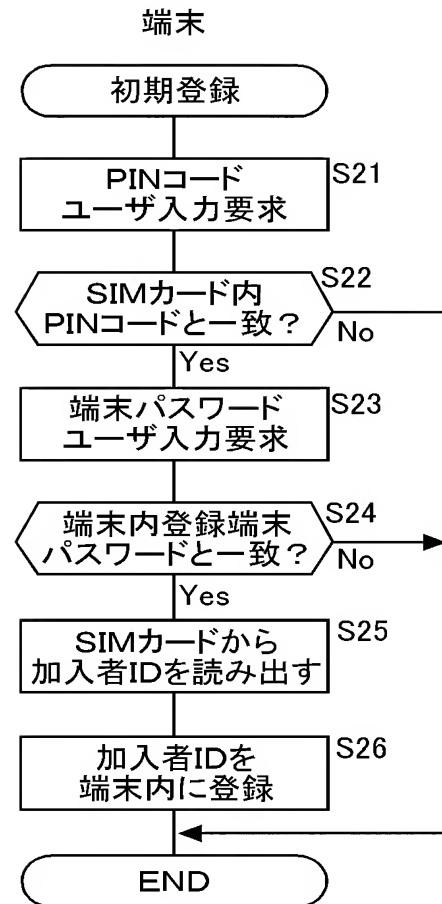 端末
初期登録
PINコード
ユーザ入力要求
S21
SIMカード内
PINコードと一致？
S22
No
Yes
端末パスワード
ユーザ入力要求
S23
端末内登録端末
パスワードと一致？
S24
No
Yes
SIMカードから
加入者IDを読み出す
S25
加入者IDを
端末内に登録
S26
END